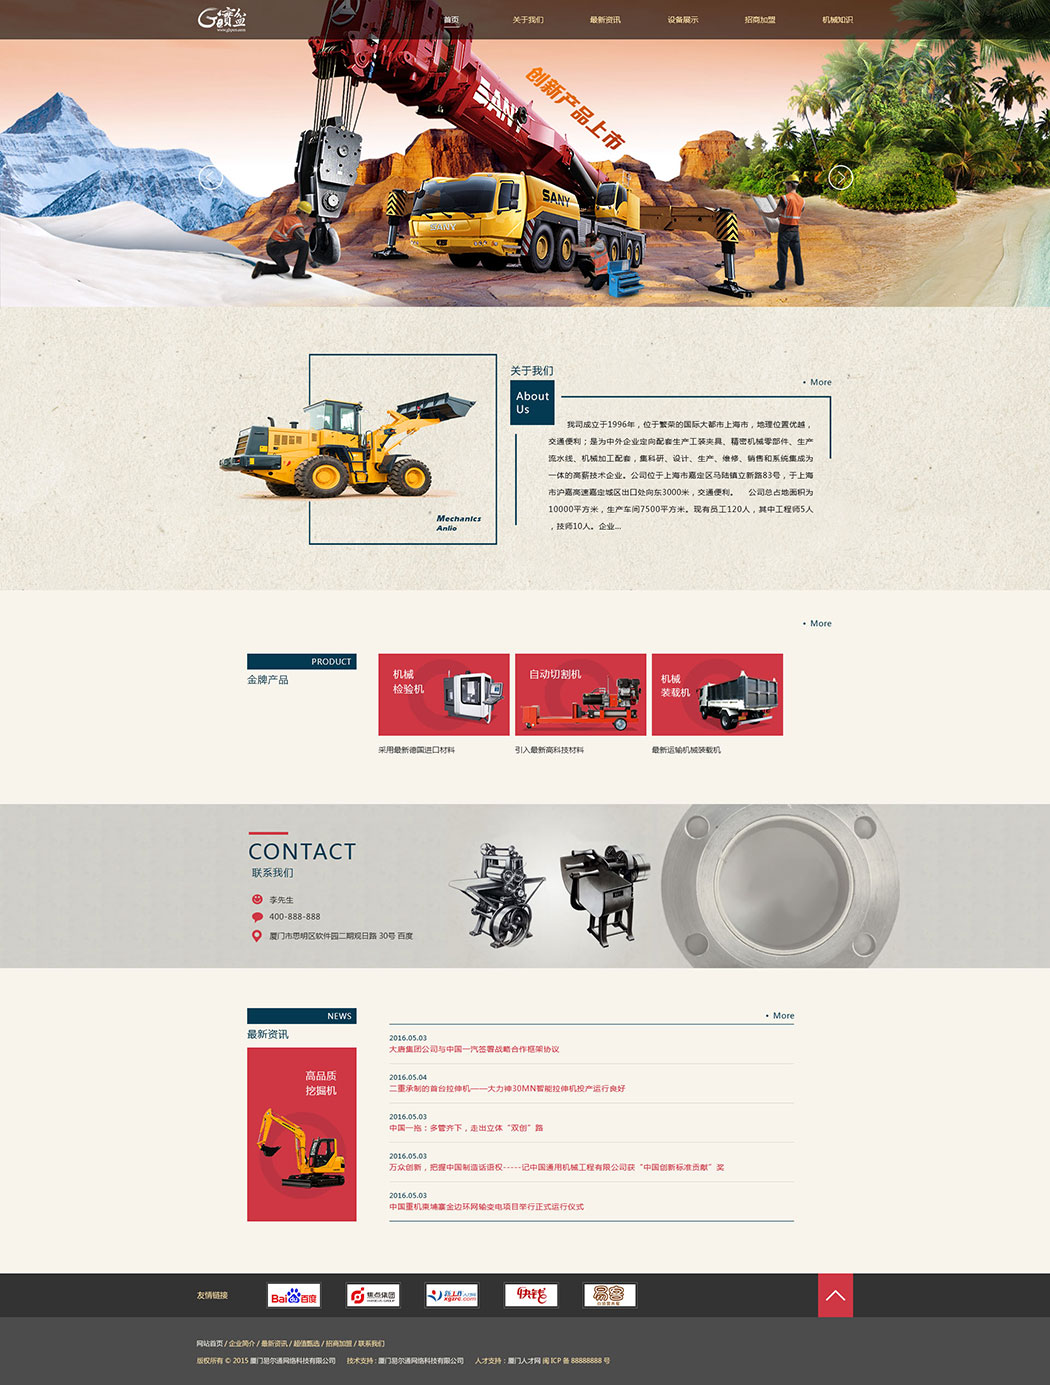 首页 关于我们 最新资讯 设备展示 招商加盟 机械知识
创新产品上市
SANY
SANY
SANY
关于我们
• More
About
Us
我司成立于1996年，位于繁荣的国际大都市上海市，地理位置优越，
交通便利；是为中外企业定向配套生产工装夹具、精密机械零部件、生产
流水线、机械加工配套，集科研、设计、生产、维修、销售和系统集成为
一体的高薪技术企业。公司位于上海市嘉定区马陆镇立新路83号，于上海
市沪嘉高速嘉定城区出口处向东3000米，交通便利。 公司总占地面积为
10000平方米，生产车间7500平方米。现有员工120人，其中工程师5人
，技师10人。企业...
Mechanics
Anlio
• More
PRODUCT
金牌产品
机械
检验机
自动切割机
机械
装载机
采用最新德国进口材料
引入最新高科技材料
最新运输机械装载机
CONTACT
联系我们
李先生
400-888-888
厦门市思明区软件园二期观日路 30号 百度
NEWS
最新资讯
• More
高品质
挖掘机
2016.05.03
大唐集团公司与中国一汽签署战略合作框架协议
2016.05.04
二重承制的首台拉伸机——大力神30MN智能拉伸机投产运行良好
2016.05.03
中国一拖：多管齐下，走出立体“双创”路
2016.05.03
万众创新，把握中国制造话语权-----记中国通用机械工程有限公司获“中国创新标准贡献”奖
2016.05.03
中国重机柬埔寨金边环网输变电项目举行正式运行仪式
友情链接
Bai百度
焦点集团
xgzrc.com
快钱
易客
网站首页 / 企业简介 / 最新资讯 / 超值甄选 / 招商加盟 / 联系我们
版权所有 © 2015 厦门易尔通网络科技有限公司 技术支持：厦门易尔通网络科技有限公司 人才支持：厦门人才网 闽 ICP 备 88888888 号